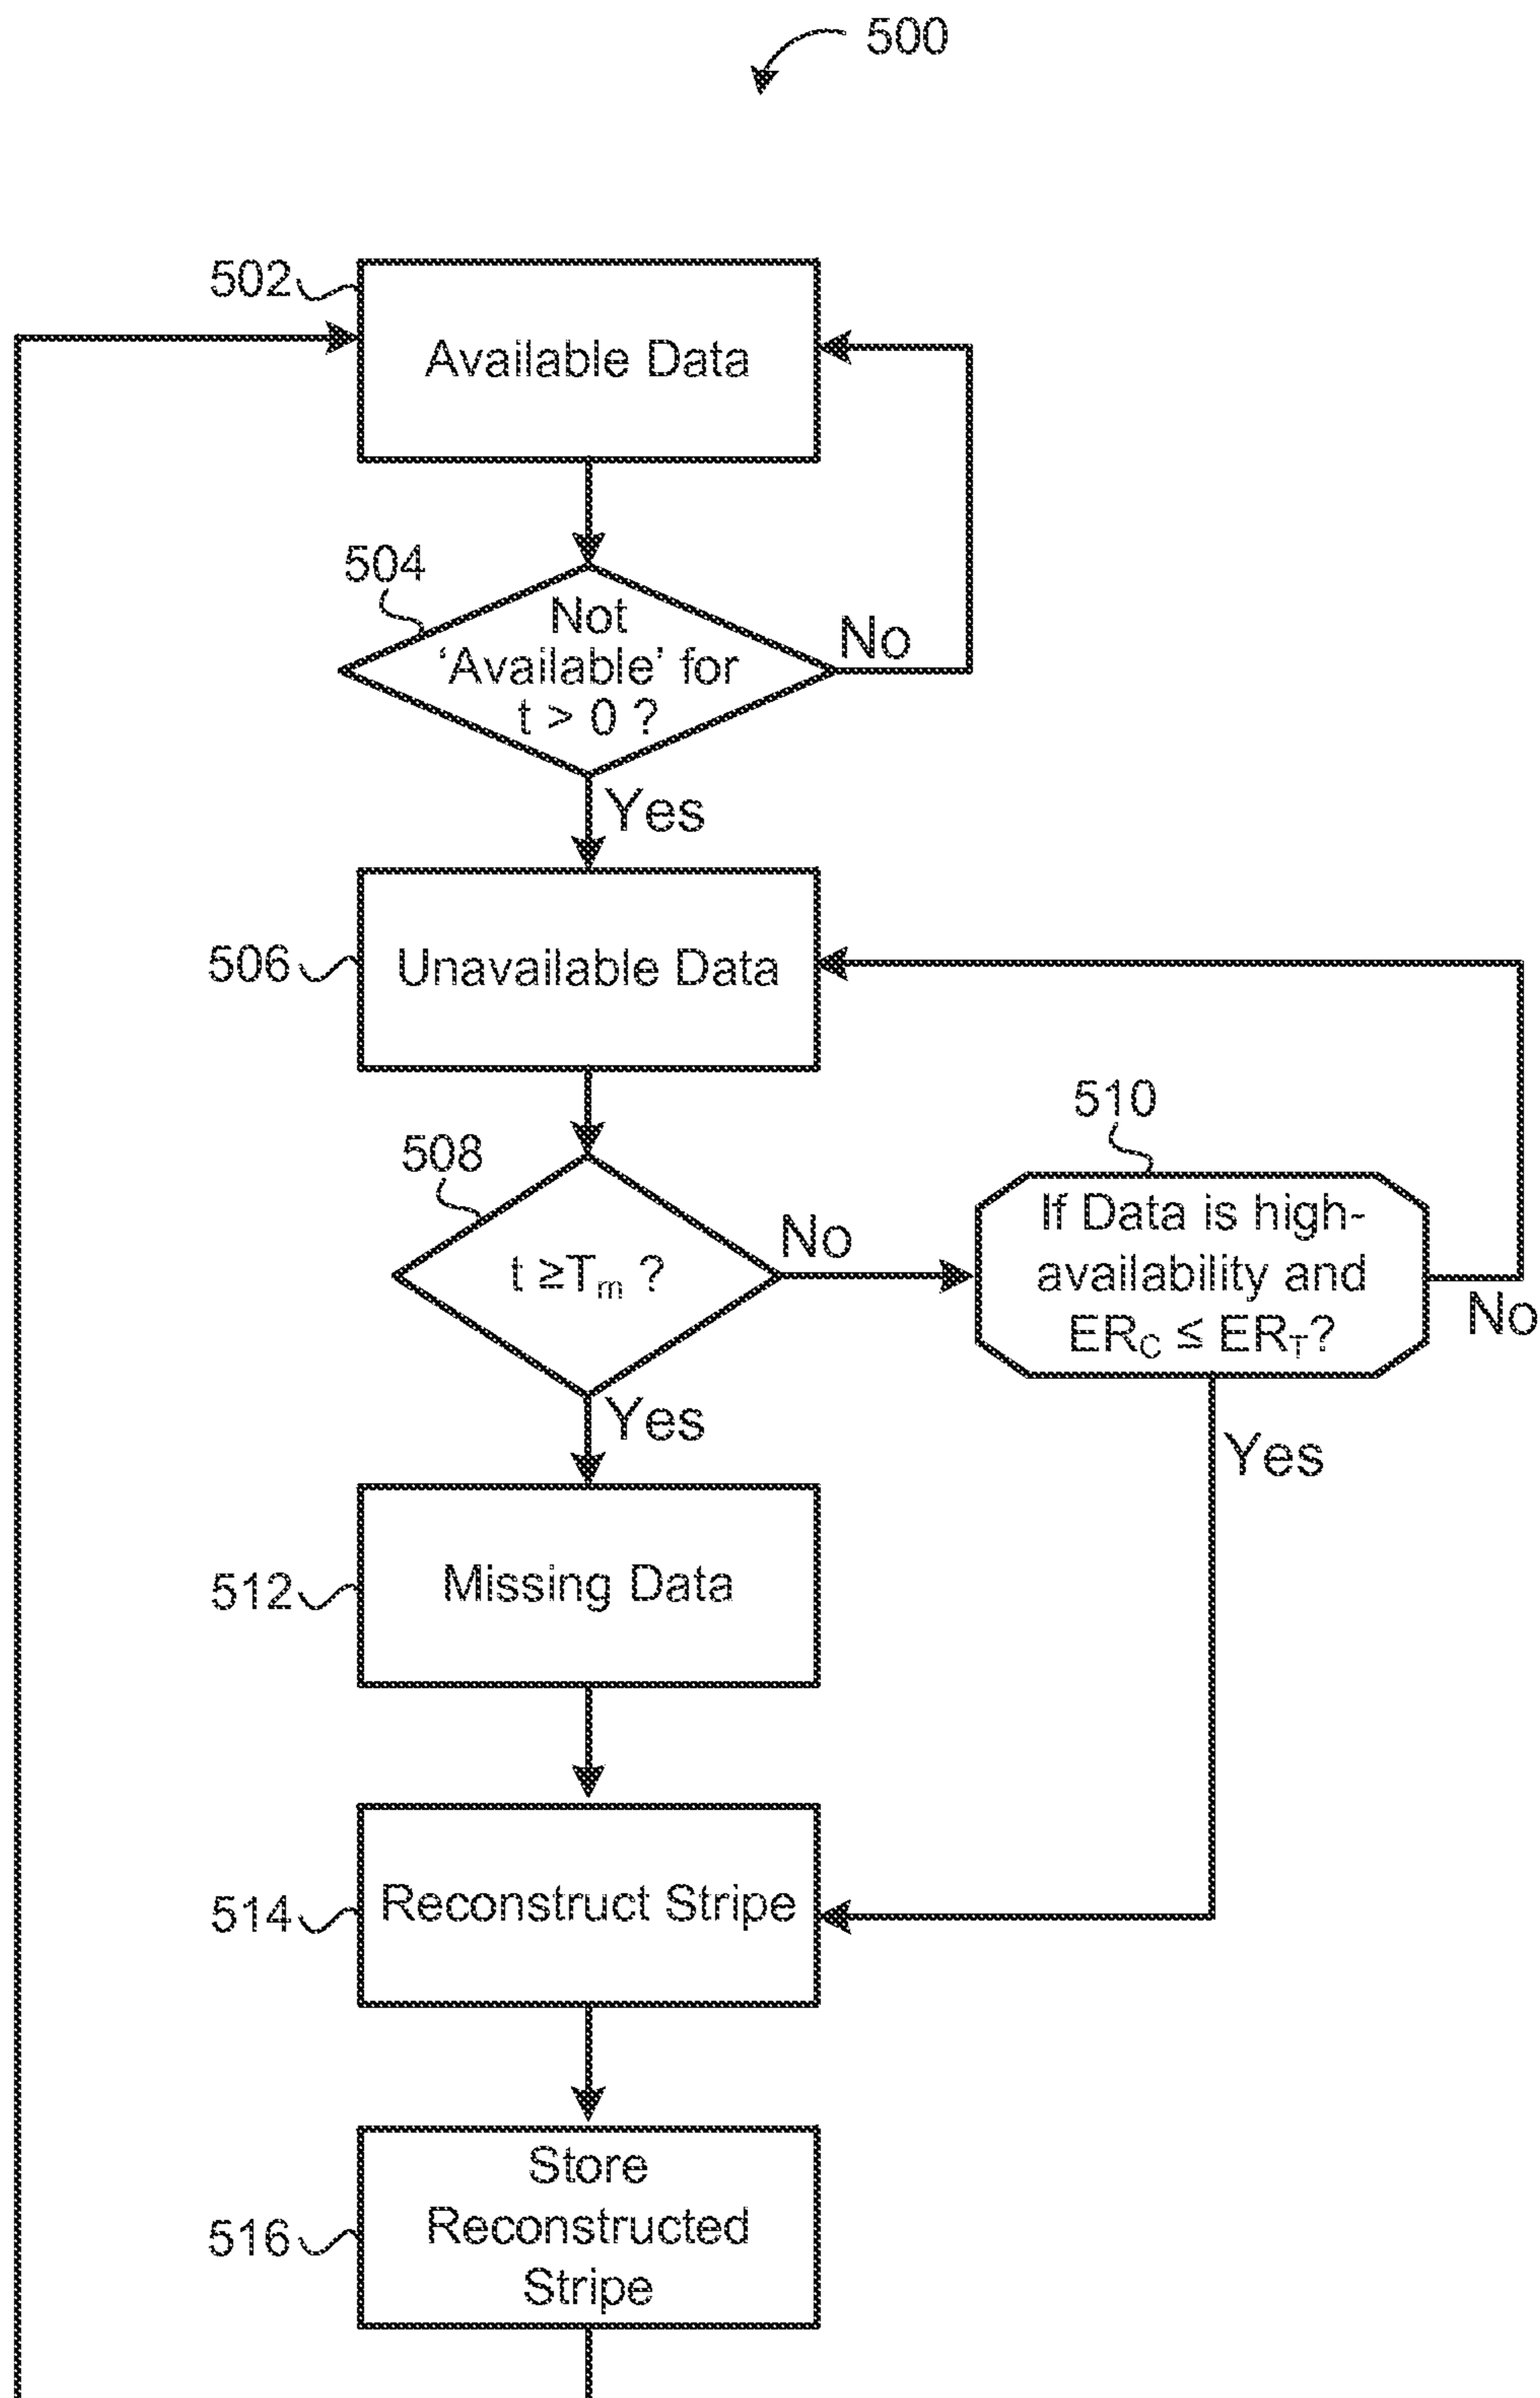 500
502
Available Data
504
Not
‘Available’ for
t > 0 ?
No
Yes
506
Unavailable Data
508
t ≥Tm ?
No
510
If Data is high-
availability and
ERC ≤ ERT?
No
Yes
Yes
512
Missing Data
514
Reconstruct Stripe
516
Store
Reconstructed
Stripe